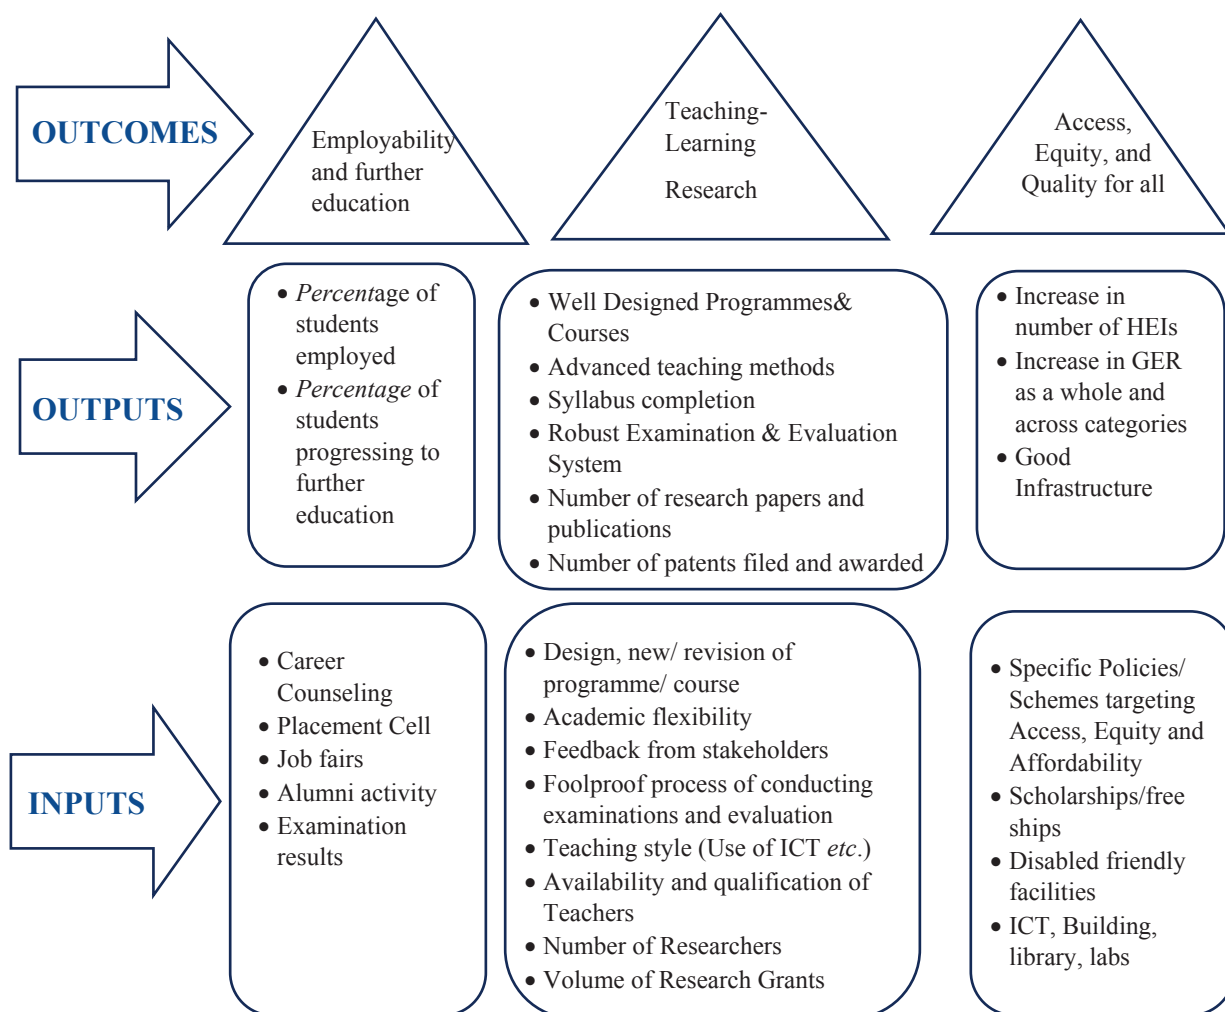 OUTCOMES
Employability
and further
education
Teaching-
Learning
Research
Access,
Equity, and
Quality for all
OUTPUTS
• Percentage of
students
employed
• Percentage of
students
progressing to
further
education
• Well Designed Programmes&
Courses
• Advanced teaching methods
• Syllabus completion
• Robust Examination & Evaluation
System
• Number of research papers and
publications
• Number of patents filed and awarded
• Increase in
number of HEIs
• Increase in GER
as a whole and
across categories
• Good
Infrastructure
INPUTS
• Career
Counseling
• Placement Cell
• Job fairs
• Alumni activity
• Examination
results
• Design, new/ revision of
programme/ course
• Academic flexibility
• Feedback from stakeholders
• Foolproof process of conducting
examinations and evaluation
• Teaching style (Use of ICT etc.)
• Availability and qualification of
Teachers
• Number of Researchers
• Volume of Research Grants
• Specific Policies/
Schemes targeting
Access, Equity and
Affordability
• Scholarships/free
ships
• Disabled friendly
facilities
• ICT, Building,
library, labs